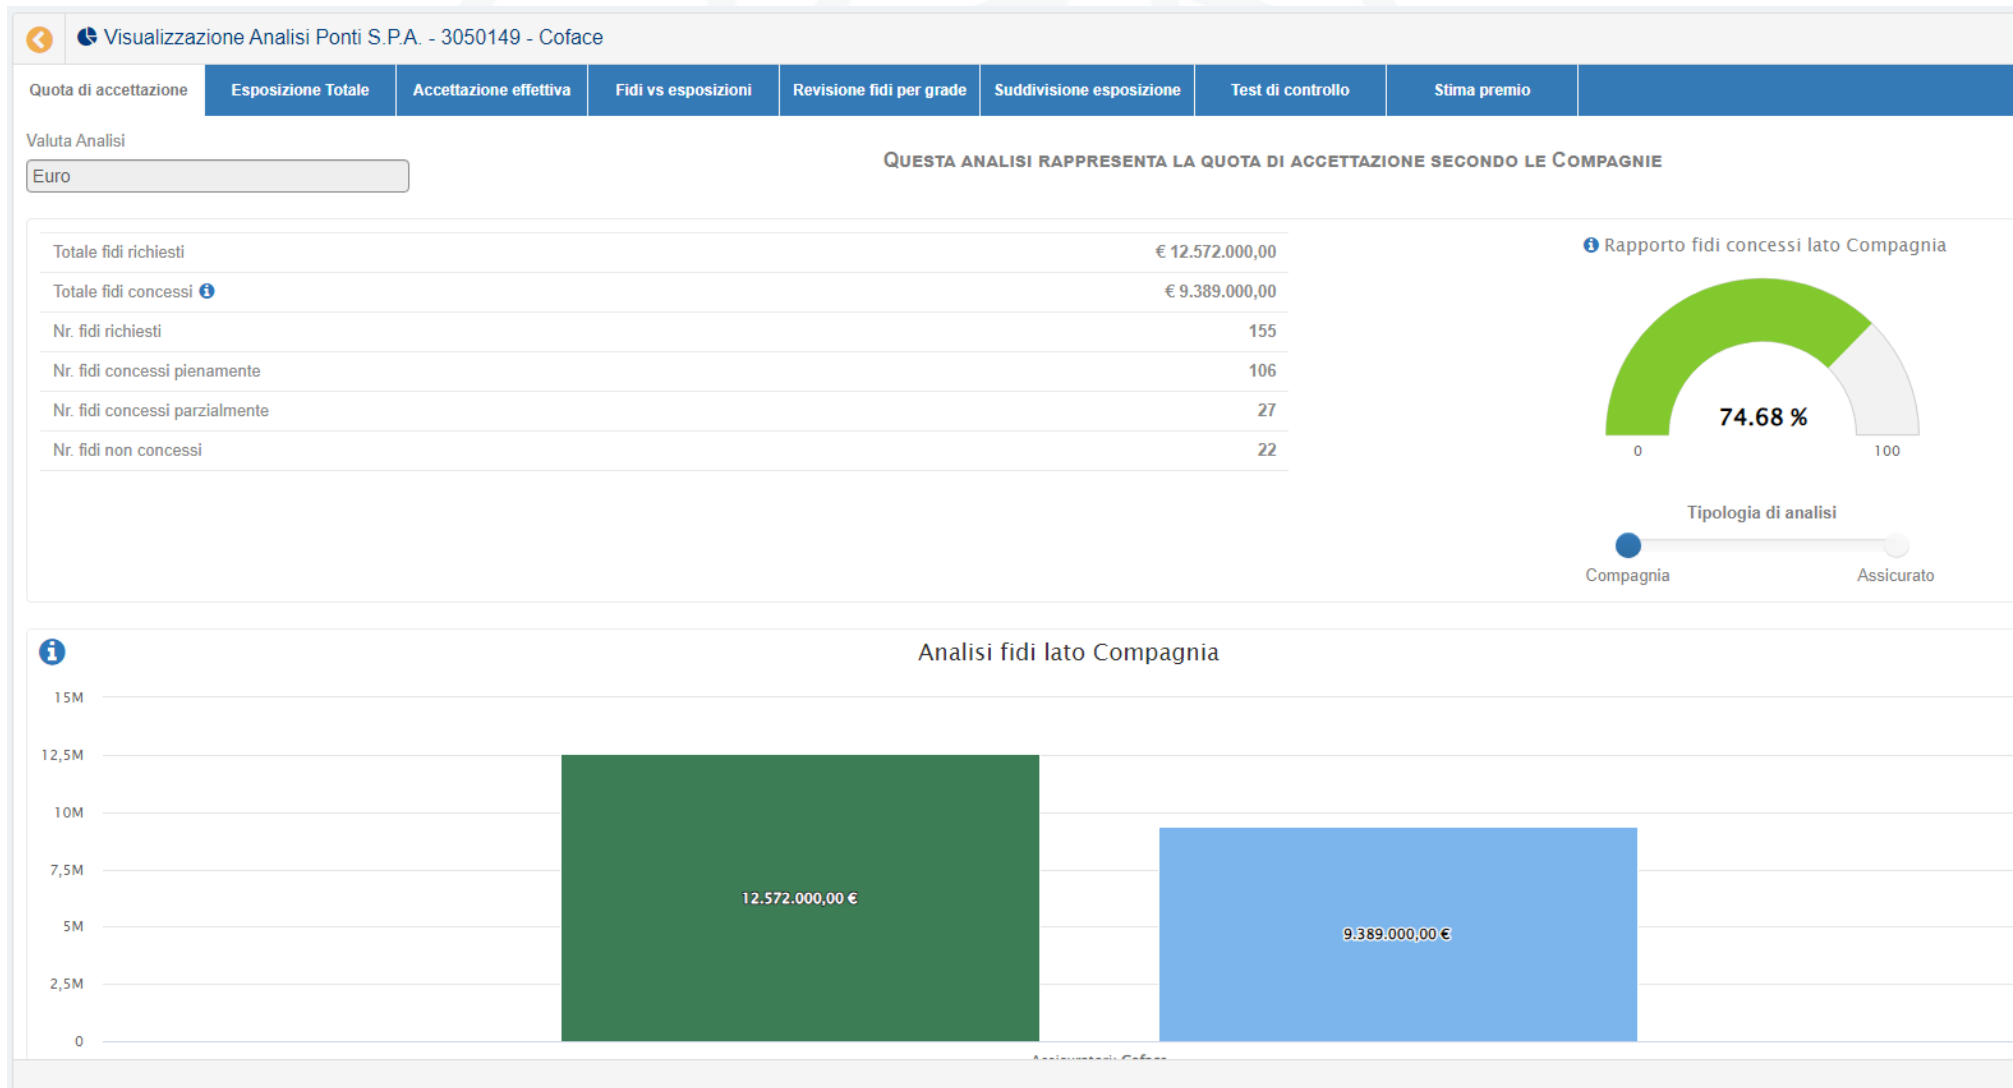 Visualizzazione Analisi Ponti S.P.A. - 3050149 - Coface
Quota di accettazione Esposizione Totale Accettazione effettiva Fidi vs esposizioni Revisione fidi per grade Suddivisione esposizione Test di controllo Stima premio
Valuta Analisi
Euro
Questa analisi rappresenta la quota di accettazione secondo le Compagnie
Totale fidi richiesti € 12.572.000,00
Totale fidi concessi € 9.389.000,00
Nr. fidi richiesti 155
Nr. fidi concessi pienamente 106
Nr. fidi concessi parzialmente 27
Nr. fidi non concessi 22
Rapporto fidi concessi lato Compagnia
74.68 %
0 100
Tipologia di analisi
Compagnia Assicurato
Analisi fidi lato Compagnia
15M
12,5M
10M
7,5M
5M
2,5M
0
12.572.000,00 €
9.389.000,00 €